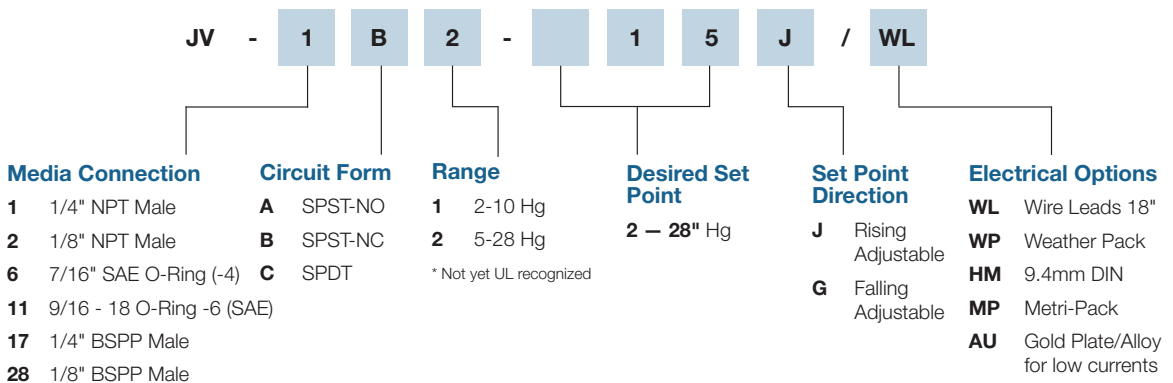 JV - 1 B 2 - 1 5 J / WL
Media Connection
1 1/4" NPT Male
2 1/8" NPT Male
6 7/16" SAE O-Ring (-4)
11 9/16 - 18 O-Ring -6 (SAE)
17 1/4" BSPP Male
28 1/8" BSPP Male
Circuit Form
A SPST-NO
B SPST-NC
C SPDT
Range
1 2-10 Hg
2 5-28 Hg
* Not yet UL recognized
Desired Set
Point
2 — 28" Hg
Set Point
Direction
J Rising
Adjustable
G Falling
Adjustable
Electrical Options
WL Wire Leads 18"
WP Weather Pack
HM 9.4mm DIN
MP Metri-Pack
AU Gold Plate/Alloy
for low currents